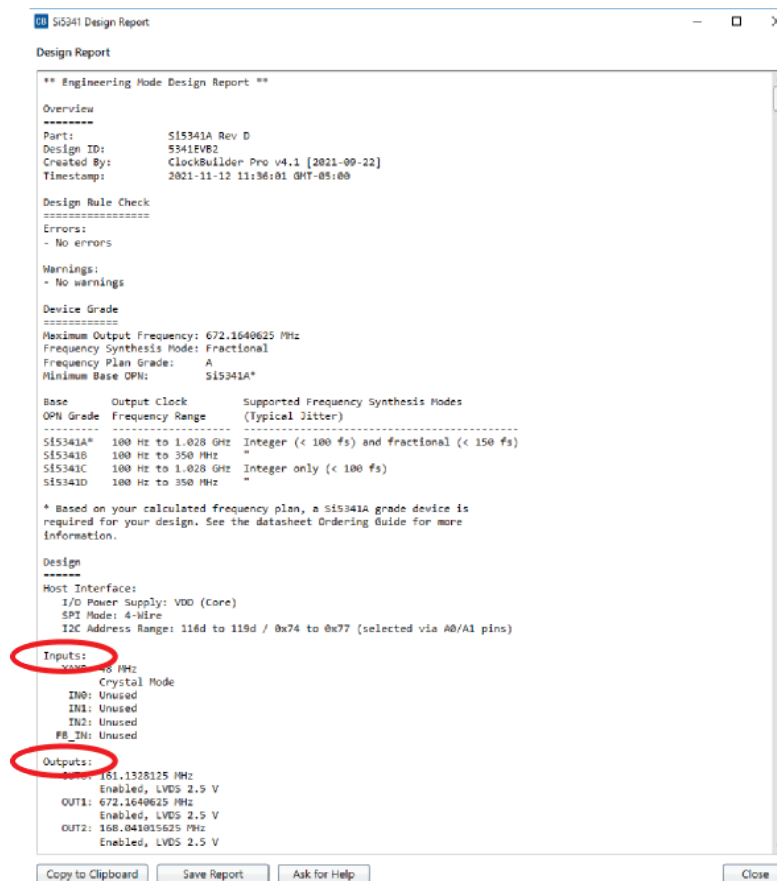 CB Si5341 Design Report
Design Report
** Engineering Mode Design Report **
Overview
--------
Part: Si5341A Rev D
Design ID: 5341EVB2
Created By: ClockBuilder Pro v4.1 [2021-09-22]
Timestamp: 2021-11-12 11:36:01 GMT-05:00
Design Rule Check
=================
Errors:
- No errors
Warnings:
- No warnings
Device Grade
============
Maximum Output Frequency: 672.1640625 MHz
Frequency Synthesis Mode: Fractional
Frequency Plan Grade: A
Minimum Base OPN: Si5341A*
Base Output Clock Supported Frequency Synthesis Modes
OPN Grade Frequency Range (Typical Jitter)
--------- ------------------- --------------------------------------------
Si5341A* 100 Hz to 1.028 GHz Integer (< 100 fs) and fractional (< 150 fs)
Si5341B 100 Hz to 350 MHz "
Si5341C 100 Hz to 1.028 GHz Integer only (< 100 fs)
Si5341D 100 Hz to 350 MHz "
* Based on your calculated frequency plan, a Si5341A grade device is
required for your design. See the datasheet Ordering Guide for more
information.
Design
------
Host Interface:
I/O Power Supply: VDD (Core)
SPI Mode: 4-Wire
I2C Address Range: 116d to 119d / 0x74 to 0x77 (selected via A0/A1 pins)
Inputs:
48 MHz
Crystal Mode
IN0: Unused
IN1: Unused
IN2: Unused
FB_IN: Unused
Outputs:
161.1328125 MHz
Enabled, LVDS 2.5 V
OUT1: 672.1640625 MHz
Enabled, LVDS 2.5 V
OUT2: 168.041015625 MHz
Enabled, LVDS 2.5 V
Copy to Clipboard Save Report Ask for Help Close